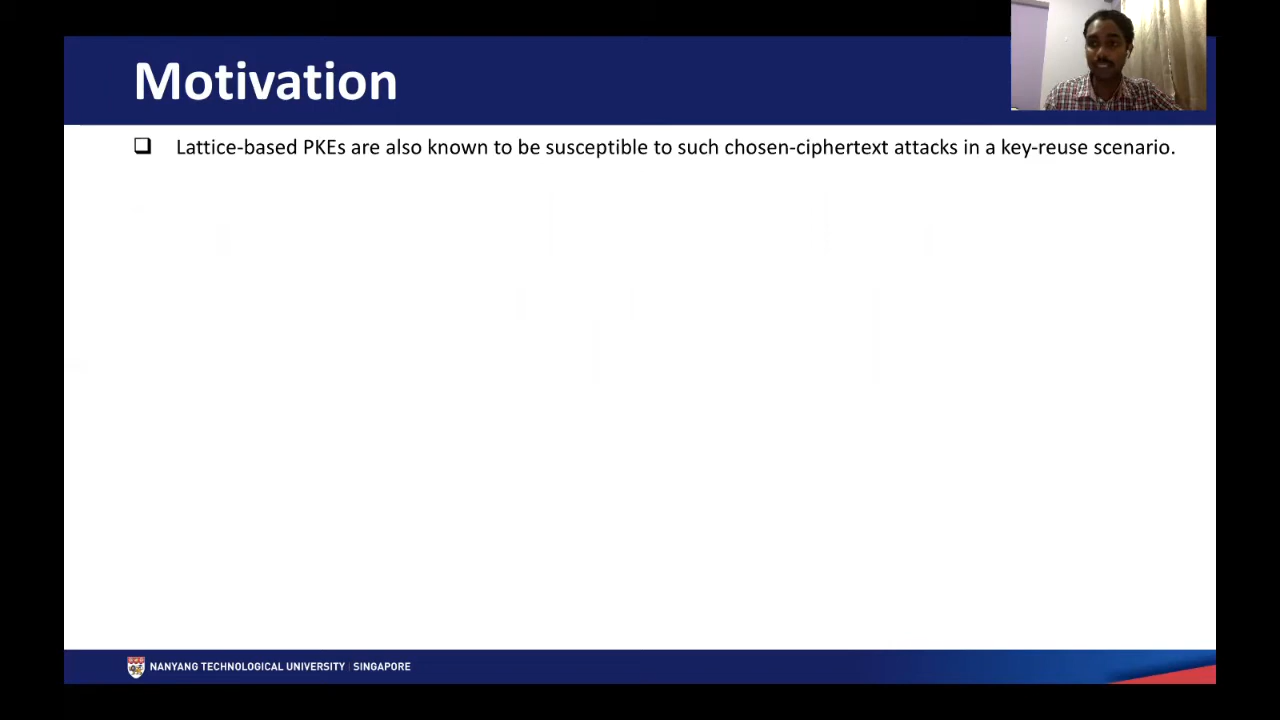 Motivation
❑ Lattice-based PKEs are also known to be susceptible to such chosen-ciphertext attacks in a key-reuse scenario.
NANYANG TECHNOLOGICAL UNIVERSITY | SINGAPORE